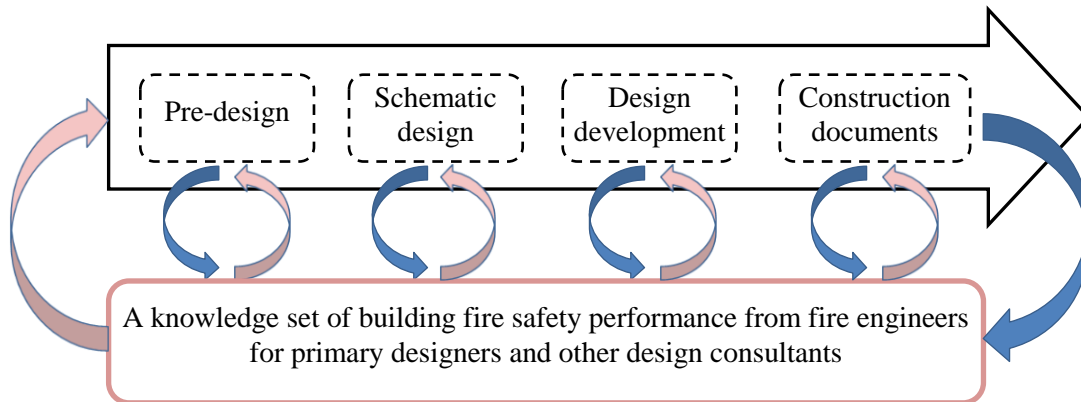 Pre-design
Schematic
design
Design
development
Construction
documents
A knowledge set of building fire safety performance from fire engineers
for primary designers and other design consultants